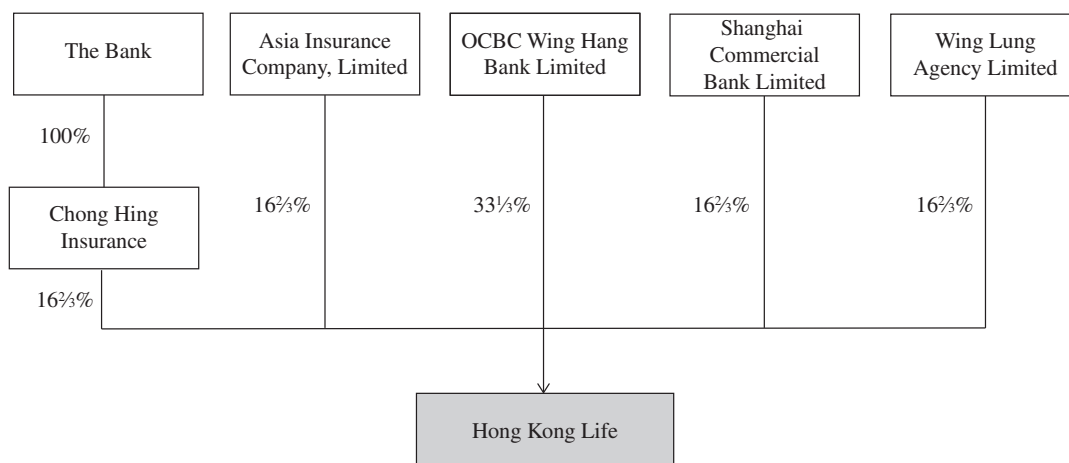 The Bank
Asia Insurance
Company, Limited
OCBC Wing Hang
Bank Limited
Shanghai
Commercial
Bank Limited
Wing Lung
Agency Limited
100%
Chong Hing
Insurance
16⅔%
33⅓%
16⅔%
16⅔%
16⅔%
Hong Kong Life